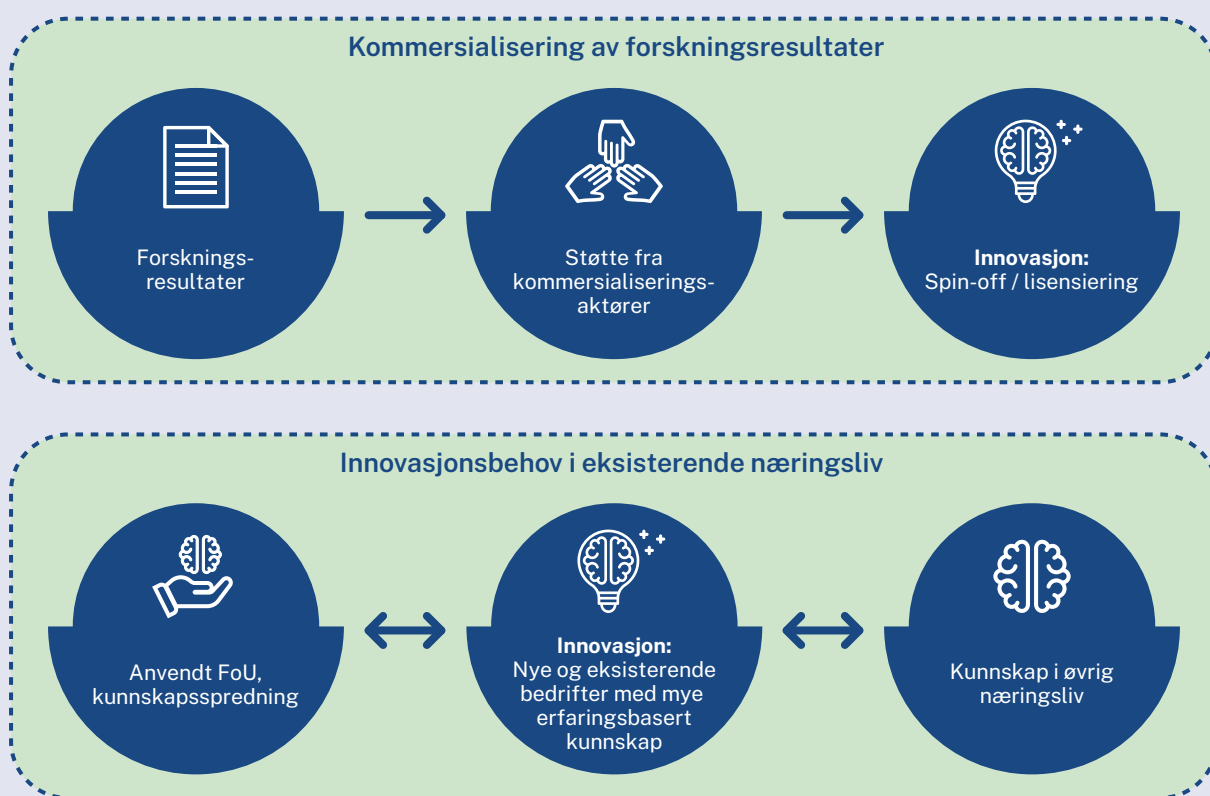 Kommersialisering av forskningsresultater
Forsknings-
resultater
Støtte fra
kommersialiserings-
aktører
Innovasjon:
Spin-off / lisensiering
Innovasjonsbehov i eksisterende næringsliv
Anvendt FoU,
kunnskapsspredning
Innovasjon:
Nye og eksisterende
bedrifter med mye
erfaringsbasert
kunnskap
Kunnskap i øvrig
næringsliv